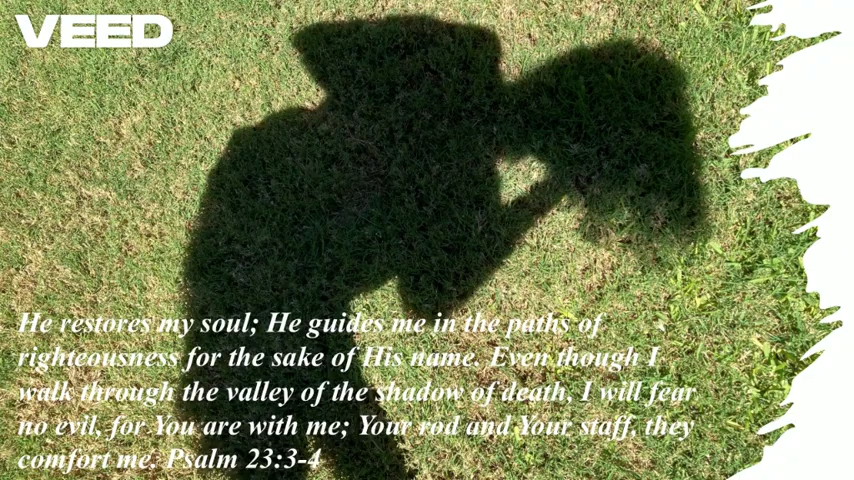 VEED
He restores my soul; He guides me in the paths of
righteousness for the sake of His name. Even though I
walk through the valley of the shadow of death, I will fear
no evil, for You are with me; Your rod and Your staff, they
comfort me. Psalm 23:3-4